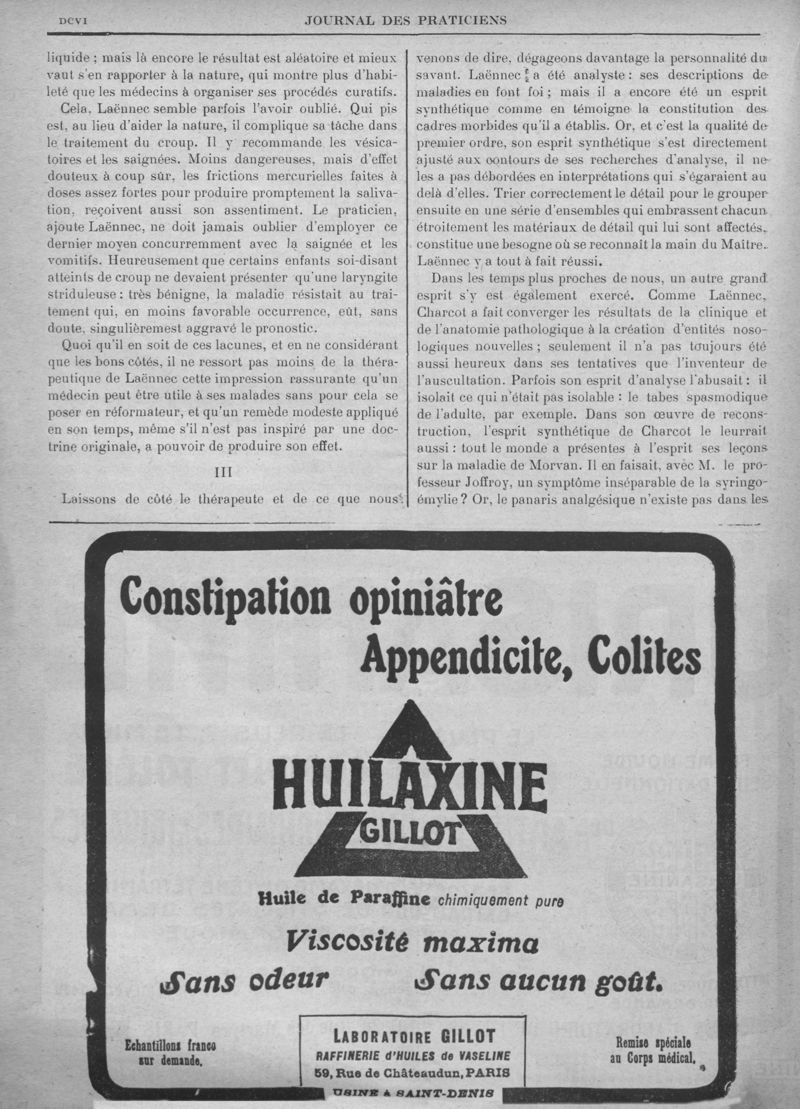 DCVI
JOURNAL DES PRATICIENS
liquide ; mais là encore le résultat est aléatoire et mieux
vaut s'en rapporter à la nature, qui montre plus d'habi-
leté que les médecins à organiser ses procédés curatifs.
Cela, Laënnec semble parfois l'avoir oublié. Qui pis
est, au lieu d'aider la nature, il complique sa tâche dans
le traitement du croup. Il y recommande les vésica-
toires et les saignées. Moins dangereuses, mais d'effet
douteux à coup sûr, les frictions mercurielles faites à
doses assez fortes pour produire promptement la saliva-
tion, reçoivent aussi son assentiment. Le praticien,
ajoute Laënnec, ne doit jamais oublier d'employer ce
dernier moyen concurremment avec la saignée et les
vomitifs. Heureusement que certains enfants soi-disant
atteints de croup ne devaient présenter qu'une laryngite
striduleuse : très bénigne, la maladie résistait au trai-
tement qui, en moins favorable occurrence, eût, sans
doute, singulièremest aggravé le pronostic.
Quoi qu'il en soit de ces lacunes, et en ne considérant
que les bons côtés, il ne ressort pas moins de la théra-
peutique de Laënnec cette impression rassurante qu'un
médecin peut être utile à ses malades sans pour cela se
poser en réformateur, et qu'un remède modeste appliqué
en son temps, même s'il n'est pas inspiré par une doc-
trine originale, a pouvoir de produire son effet.
III
Laissons de côté le thérapeute et de ce que nous
venons de dire, dégageons davantage la personnalité du
savant. Laënnec a été analyste : ses descriptions de
maladies en font foi ; mais il a encore été un esprit
synthétique comme en témoigne la constitution des
cadres morbides qu'il a établis. Or, et c'est la qualité de
premier ordre, son esprit synthétique s'est directement
ajusté aux contours de ses recherches d'analyse, il ne
les a pas débordées en interprétations qui s'égaraient au
delà d'elles. Trier correctement le détail pour le grouper
ensuite en une série d'ensembles qui embrassent chacun
étroitement les matériaux de détail qui lui sont affectés,
constitue une besogne où se reconnaît la main du Maître.
Laënnec y a tout à fait réussi.
Dans les temps plus proches de nous, un autre grand
esprit s'y est également exercé. Comme Laënnec,
Charcot a fait converger les résultats de la clinique et
de l'anatomie pathologique à la création d'entités noso-
logiques nouvelles ; seulement il n'a pas toujours été
aussi heureux dans ses tentatives que l'inventeur de
l'auscultation. Parfois son esprit d'analyse l'abusait : il
isolait ce qui n'était pas isolable : le tabes spasmodique
de l'adulte, par exemple. Dans son œuvre de recons-
truction, l'esprit synthétique de Charcot le leurrait
aussi : tout le monde a présentes à l'esprit ses leçons
sur la maladie de Morvan. Il en faisait, avèc M. le pro-
fesseur Joffroy, un symptôme inséparable de la syringo-
émylie ? Or, le panaris analgésique n'existe pas dans les
Constipation opiniâtre
Appendicite, Colites
HUILAXINE
GILLOT
Huile de Paraffine chimiquement pure
Viscosité maxima
Sans odeur
Sans aucun goût.
Echantillons franco
sur demande.
LABORATOIRE GILLOT
RAFFINERIE d'HUILES de VASELINE
59, Rue de Châteaudun, PARIS
USINE A SAINT-DENIS
Remise spéciale
au Corps médical.